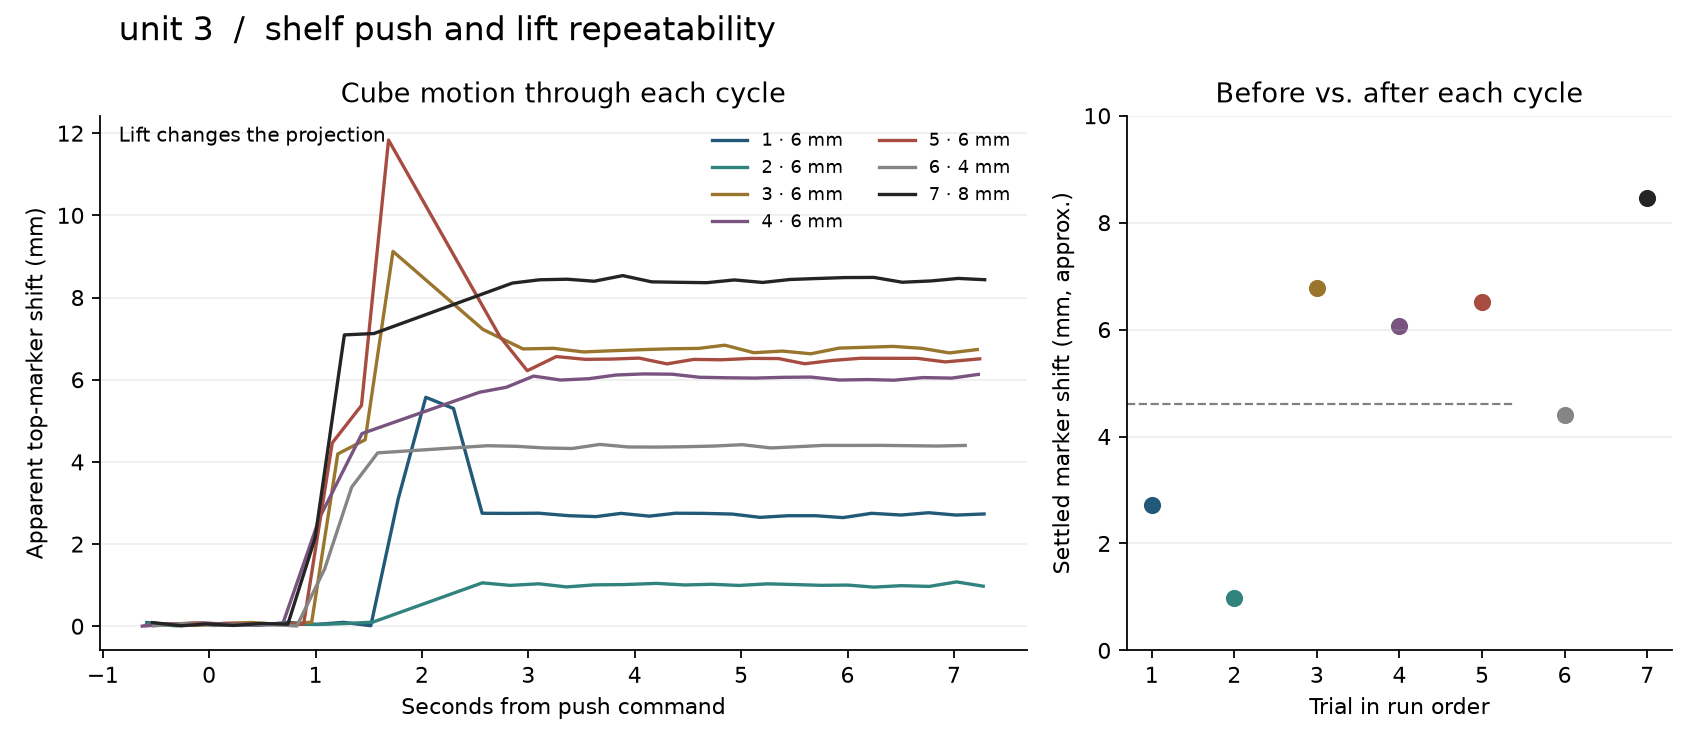 unit 3  /  shelf push and lift repeatability
Cube motion through each cycle
Apparent top-marker shift (mm)
12
10
8
6
4
2
0
Lift changes the projection
1 · 6 mm
2 · 6 mm
3 · 6 mm
4 · 6 mm
5 · 6 mm
6 · 4 mm
7 · 8 mm
−1 0 1 2 3 4 5 6 7
Seconds from push command
Before vs. after each cycle
Settled marker shift (mm, approx.)
10
8
6
4
2
0
1 2 3 4 5 6 7
Trial in run order